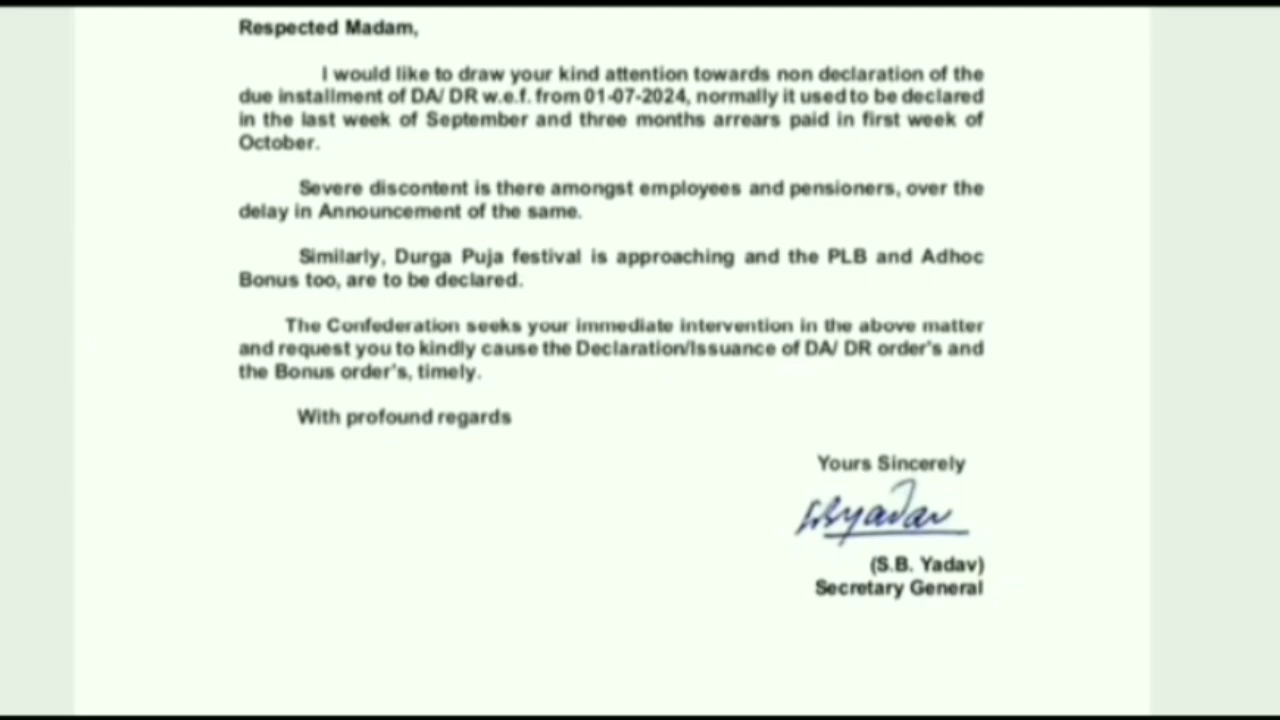 Respected Madam,
I would like to draw your kind attention towards non declaration of the
due installment of DA/ DR w.e.f. from 01-07-2024, normally it used to be declared
in the last week of September and three months arrears paid in first week of
October.
Severe discontent is there amongst employees and pensioners, over the
delay in Announcement of the same.
Similarly, Durga Puja festival is approaching and the PLB and Adhoc
Bonus too, are to be declared.
The Confederation seeks your immediate intervention in the above matter
and request you to kindly cause the Declaration/Issuance of DA/ DR order's and
the Bonus order's, timely.
With profound regards
Yours Sincerely
SByadav
(S.B. Yadav)
Secretary General